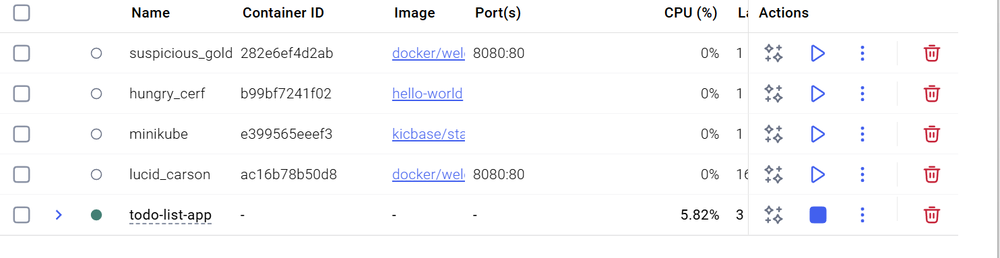 Name Container ID Image Port(s) CPU (%) La Actions
suspicious_gold 282e6ef4d2ab docker/wel 8080:80 0% 1
hungry_cerf b99bf7241f02 hello-world 0% 1
minikube e399565eeef3 kicbase/sta 0% 1
lucid_carson ac16b78b50d8 docker/wel 8080:80 0% 16
todo-list-app - - - 5.82% 3